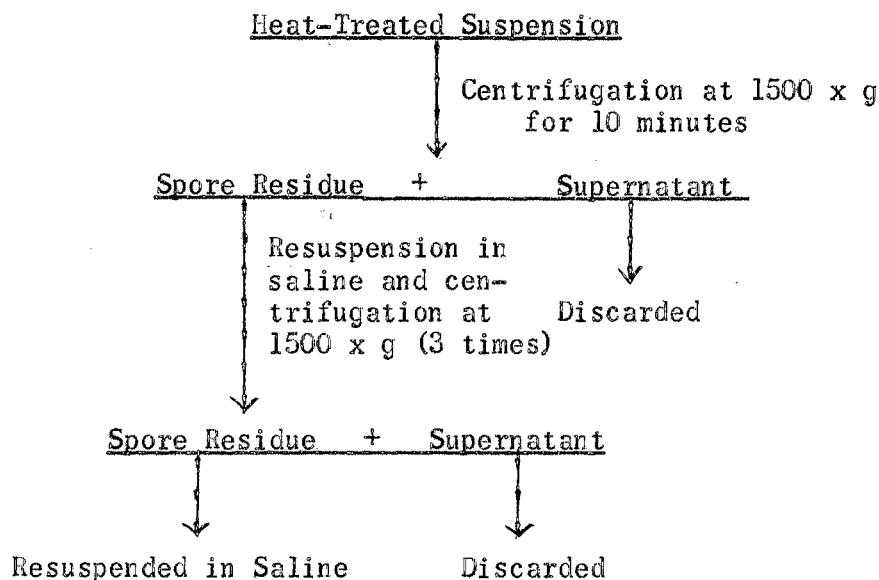 Heat-Treated Suspension
Centrifugation at 1500 x g
for 10 minutes
Spore Residue + Supernatant
Resuspension in
saline and cen-
trifugation at
1500 x g (3 times)
Discarded
Spore Residue + Supernatant
Resuspended in Saline
Discarded